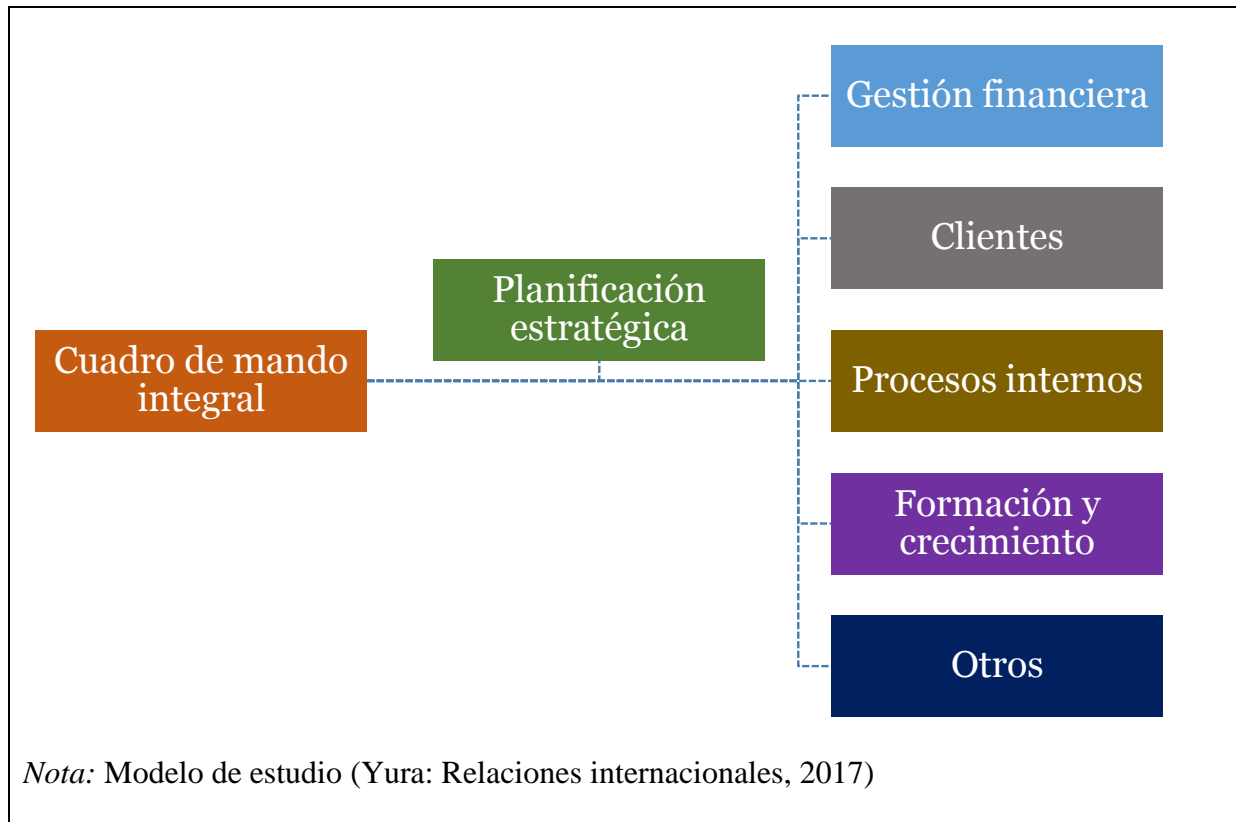 Cuadro de mando
integral
Planificación
estratégica
Gestión financiera
Clientes
Procesos internos
Formación y
crecimiento
Otros
Nota: Modelo de estudio (Yura: Relaciones internacionales, 2017)